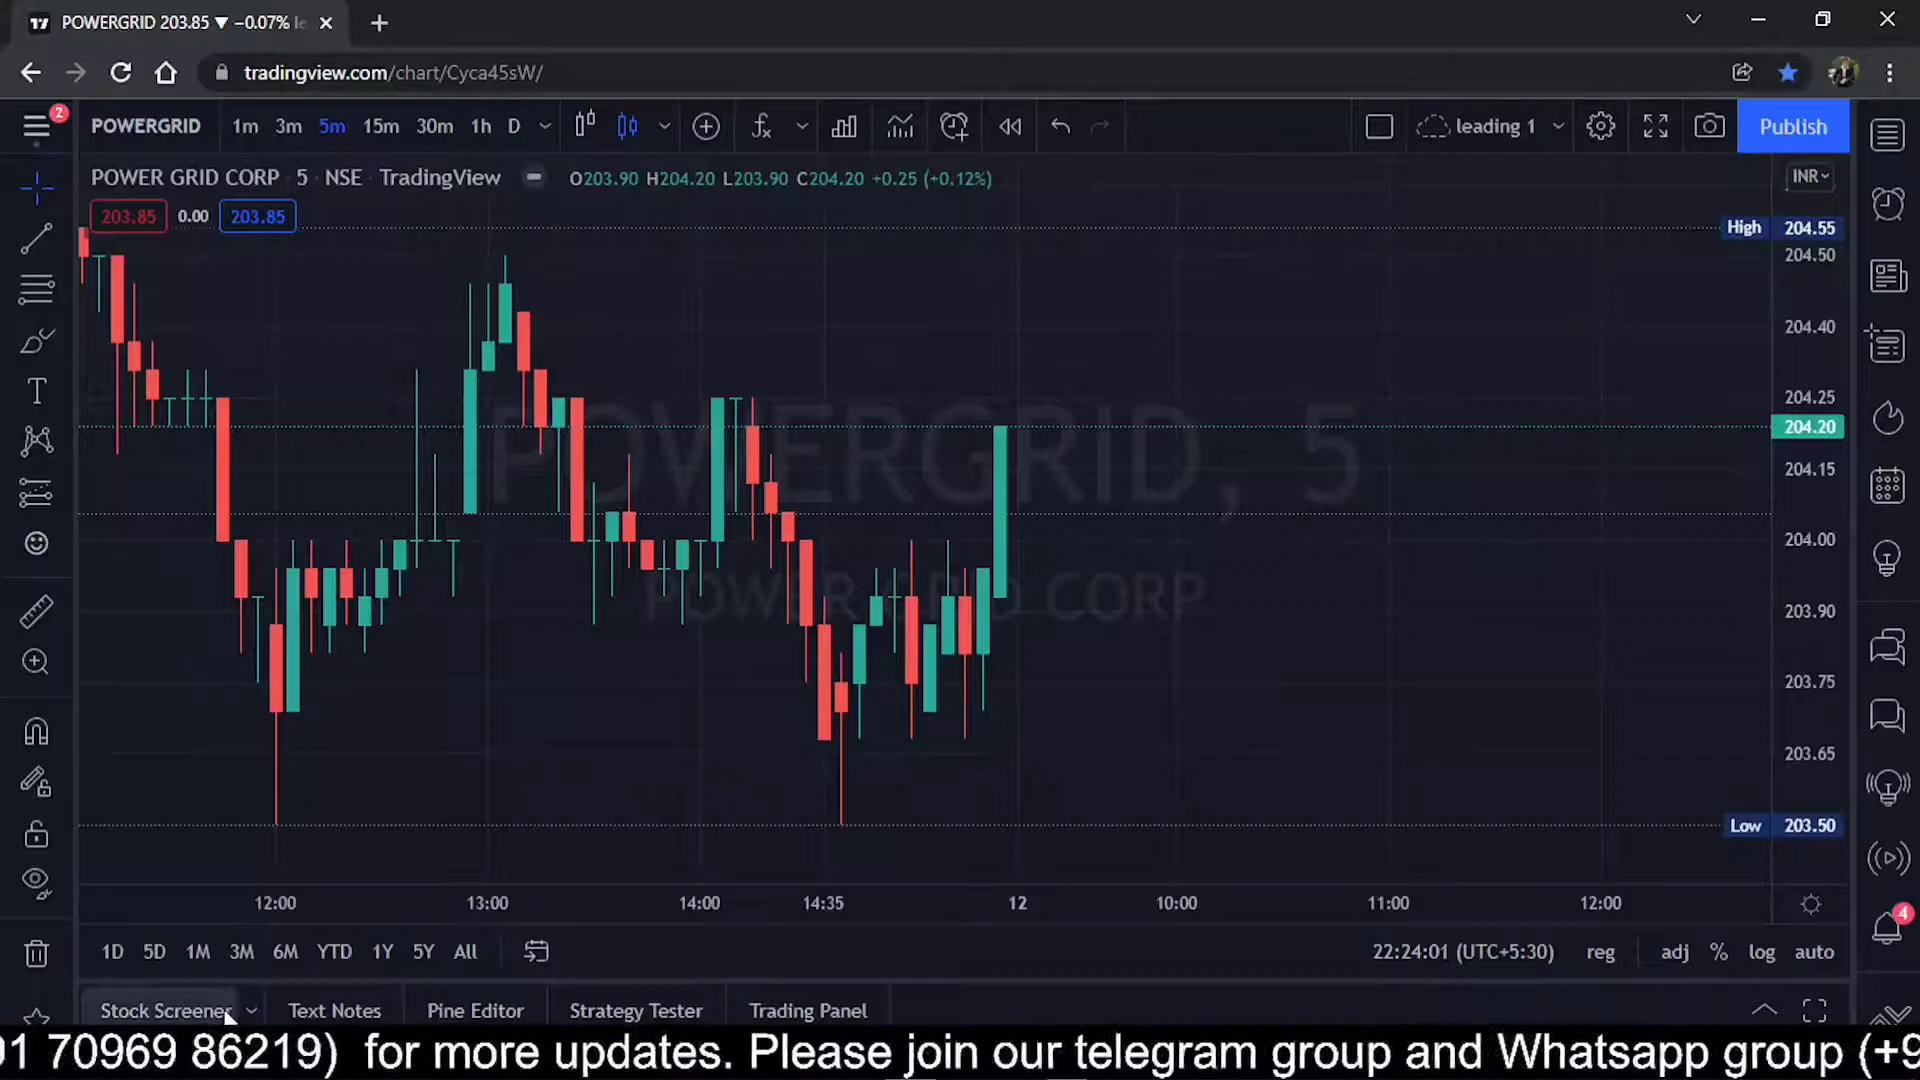 POWERGRID 203.85 ▼ −0.07%
tradingview.com/chart/Cyca45sW/
2
POWERGRID 1m 3m 5m 15m 30m 1h D leading 1 Publish
POWER GRID CORP · 5 · NSE · TradingView O203.90 H204.20 L203.90 C204.20 +0.25 (+0.12%) INR
203.85 0.00 203.85
High 204.55
204.50
204.40
204.25
204.20
204.15
204.00
203.90
203.75
203.65
Low 203.50
POWERGRID, 5
POWER GRID CORP
12:00 13:00 14:00 14:35 12 10:00 11:00 12:00
4
1D 5D 1M 3M 6M YTD 1Y 5Y All 22:24:01 (UTC+5:30) reg adj % log auto
Stock Screener Text Notes Pine Editor Strategy Tester Trading Panel
1 70969 86219) for more updates. Please join our telegram group and Whatsapp group (+9